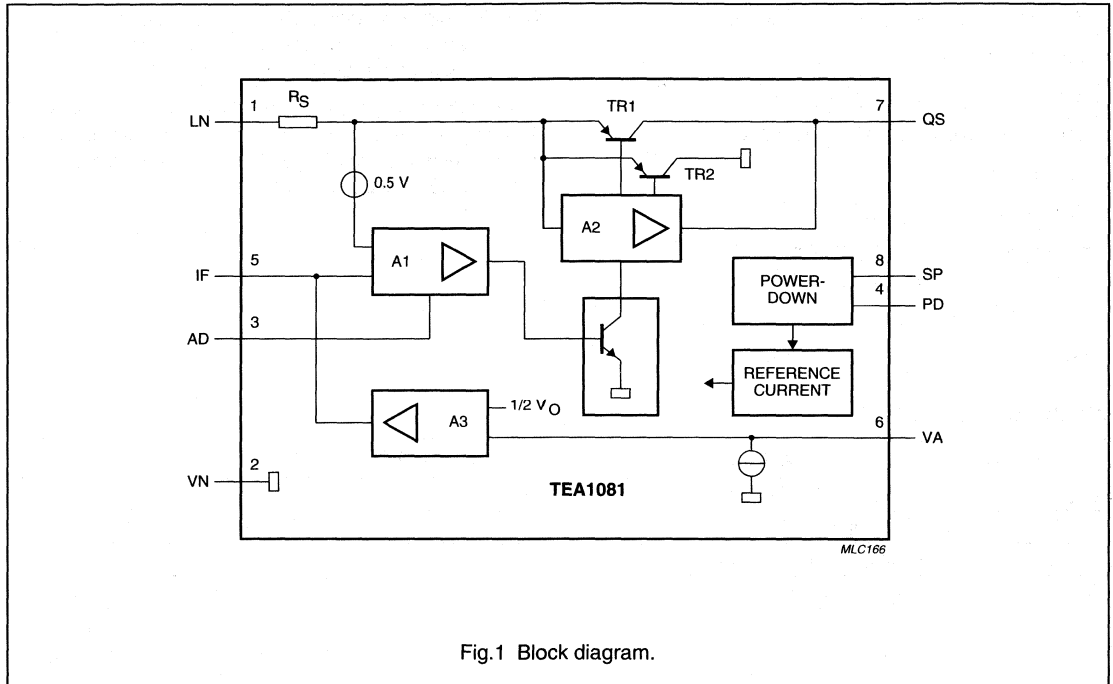 RS
1
LN
TR1
7
QS
0.5 V
TR2
A2
A1
5
IF
8
SP
POWER-
DOWN
4
PD
3
AD
REFERENCE
CURRENT
1/2 VO
A3
6
VA
2
VN
TEA1081
MLC166
Fig.1 Block diagram.